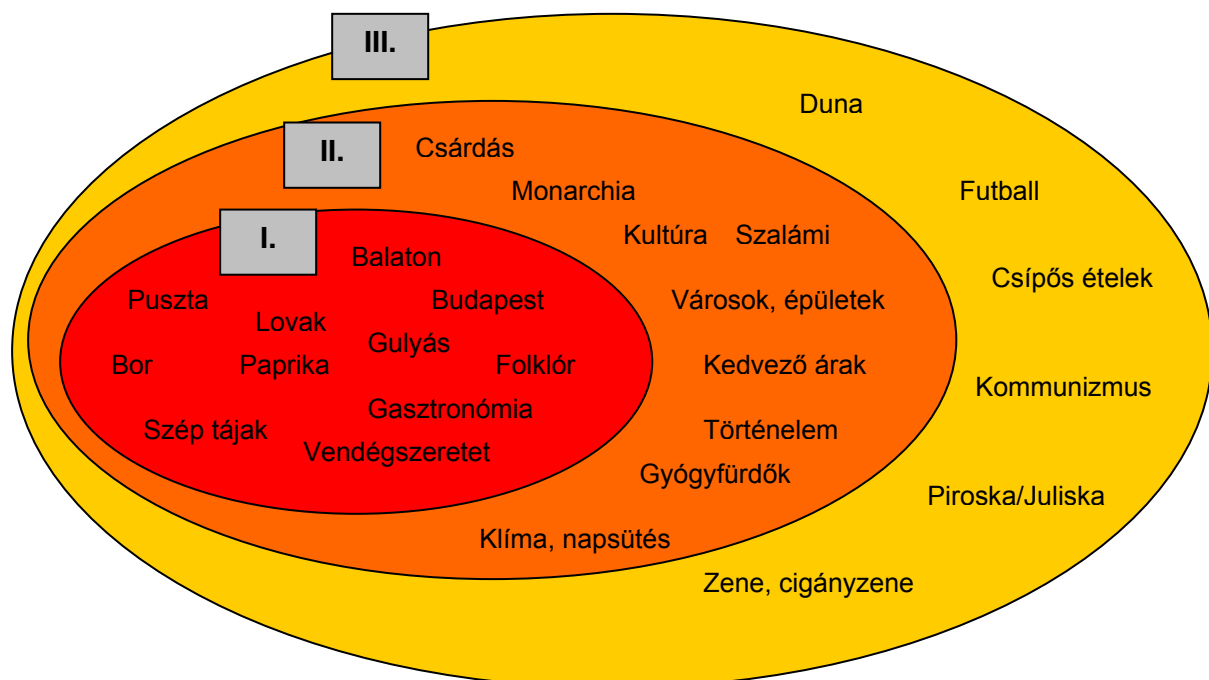 III.
Duna
II.
Csárdás
Monarchia
Futball
I.
Kultúra Szalámi
Balaton
Csípős ételek
Puszta
Budapest
Városok, épületek
Lovak
Gulyás
Bor
Paprika
Folklór
Kedvező árak
Kommunizmus
Gasztronómia
Szép tájak
Történelem
Vendégszeretet
Gyógyfürdők
Piroska/Juliska
Klíma, napsütés
Zene, cigányzene